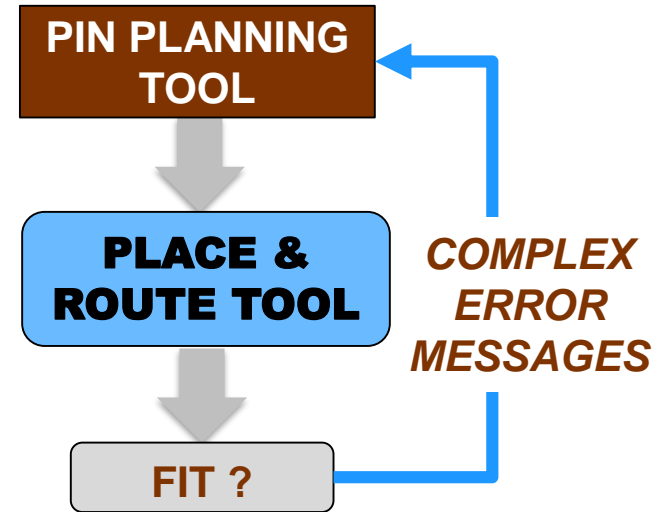 PIN PLANNING
TOOL
PLACE &
ROUTE TOOL
COMPLEX
ERROR
MESSAGES
FIT ?